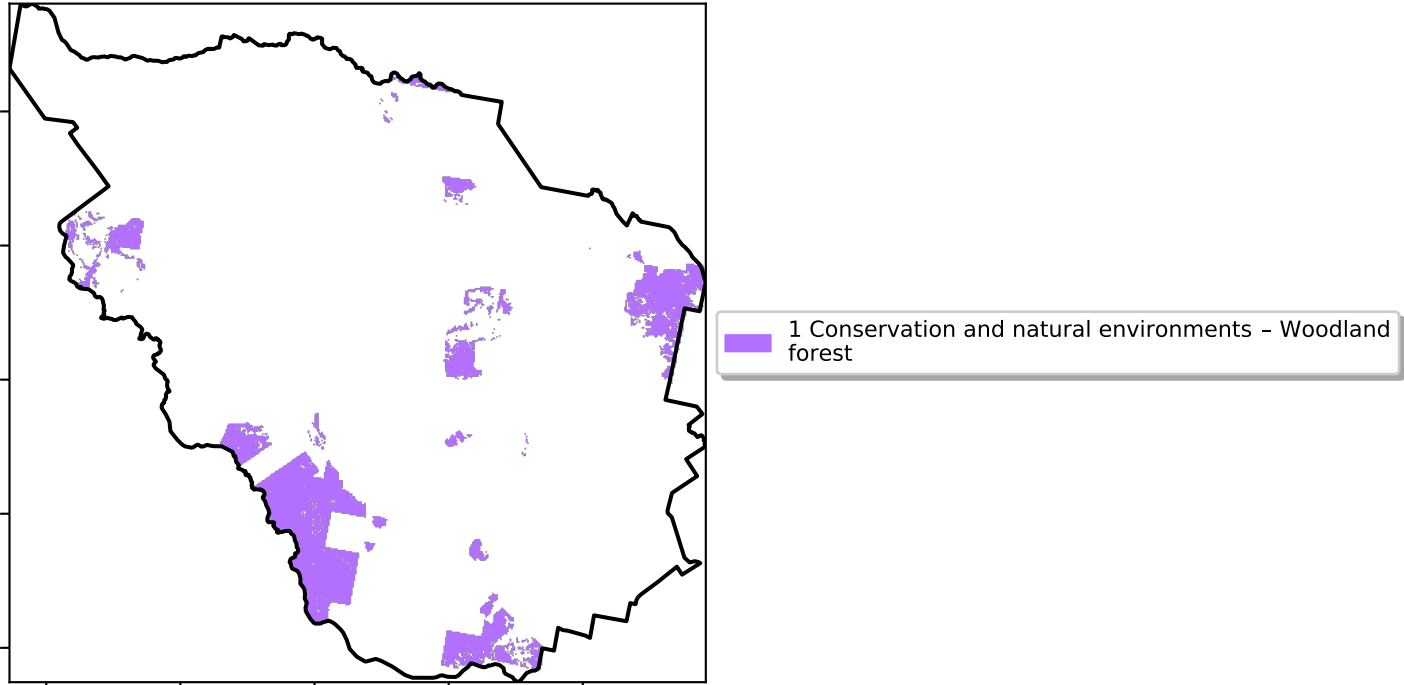 1 Conservation and natural environments – Woodland
forest